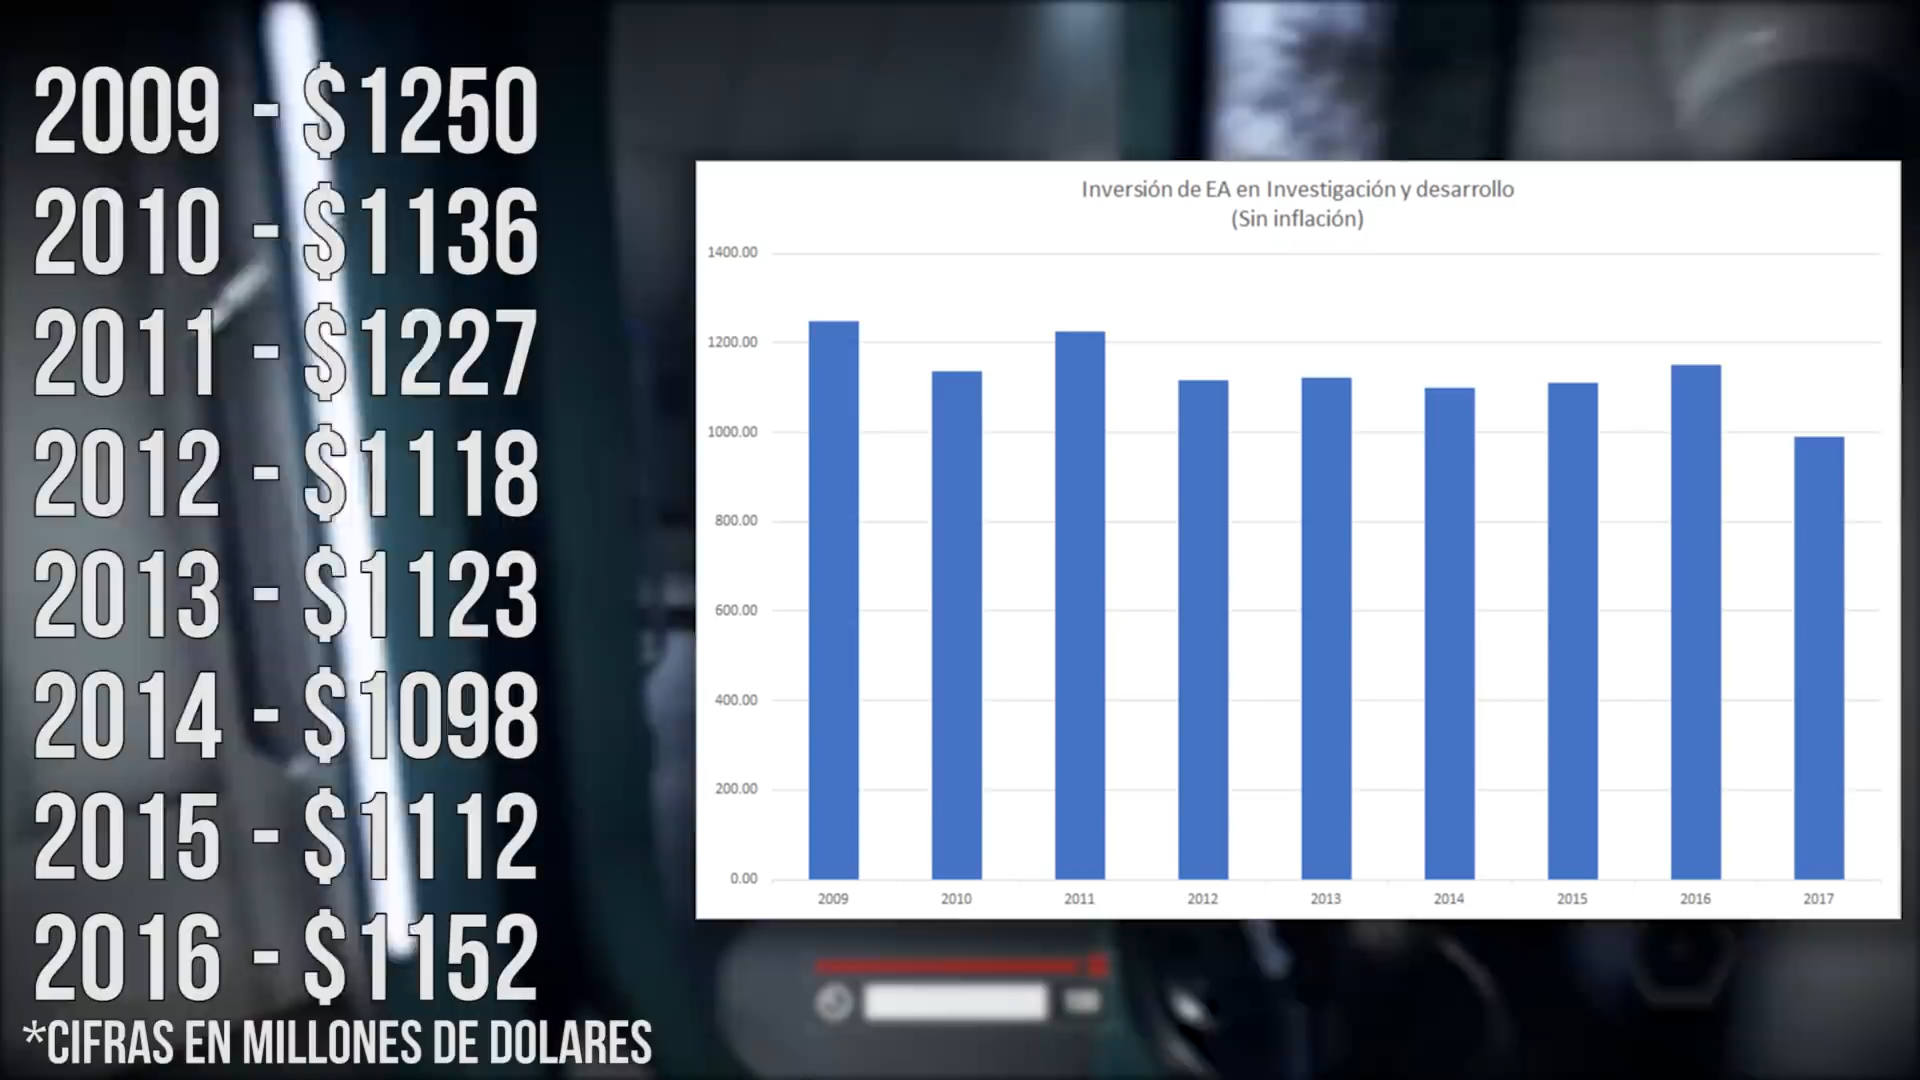 2009 - $1250
2010 - $1136
2011 - $1227
2012 - $1118
2013 - $1123
2014 - $1098
2015 - $1112
2016 - $1152
*CIFRAS EN MILLONES DE DOLARES
Inversión de EA en Investigación y desarrollo
(Sin inflación)
1400.00
1200.00
1000.00
800.00
600.00
400.00
200.00
0.00
2009 2010 2011 2012 2013 2014 2015 2016 2017